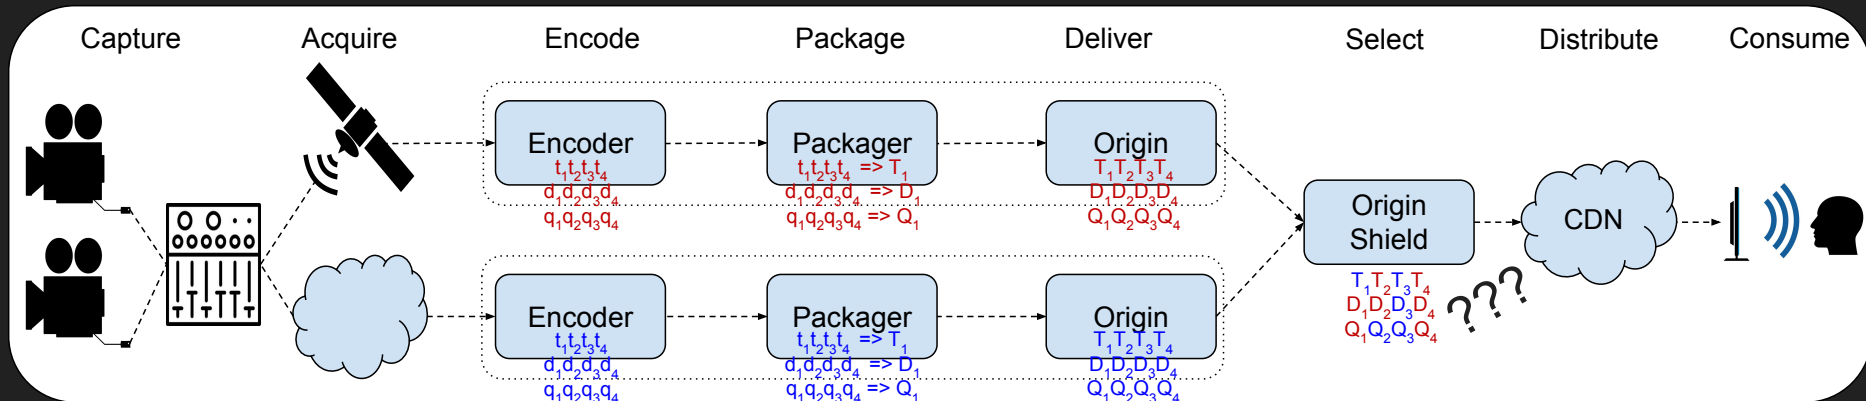 Capture Acquire Encode Package Deliver Select Distribute Consume
Encoder
t₁t₂t₃t₄
d₁d₂d₃d₄
q₁q₂q₃q₄
Packager
t₁t₂t₃t₄ => T₁
d₁d₂d₃d₄ => D₁
q₁q₂q₃q₄ => Q₁
Origin
T₁T₂T₃T₄
D₁D₂D₃D₄
Q₁Q₂Q₃Q₄
Encoder
t₁t₂t₃t₄
d₁d₂d₃d₄
q₁q₂q₃q₄
Packager
t₁t₂t₃t₄ => T₁
d₁d₂d₃d₄ => D₁
q₁q₂q₃q₄ => Q₁
Origin
T₁T₂T₃T₄
D₁D₂D₃D₄
Q₁Q₂Q₃Q₄
Origin
Shield
T₁T₂T₃T₄
D₁D₂D₃D₄
Q₁Q₂Q₃Q₄
???
CDN